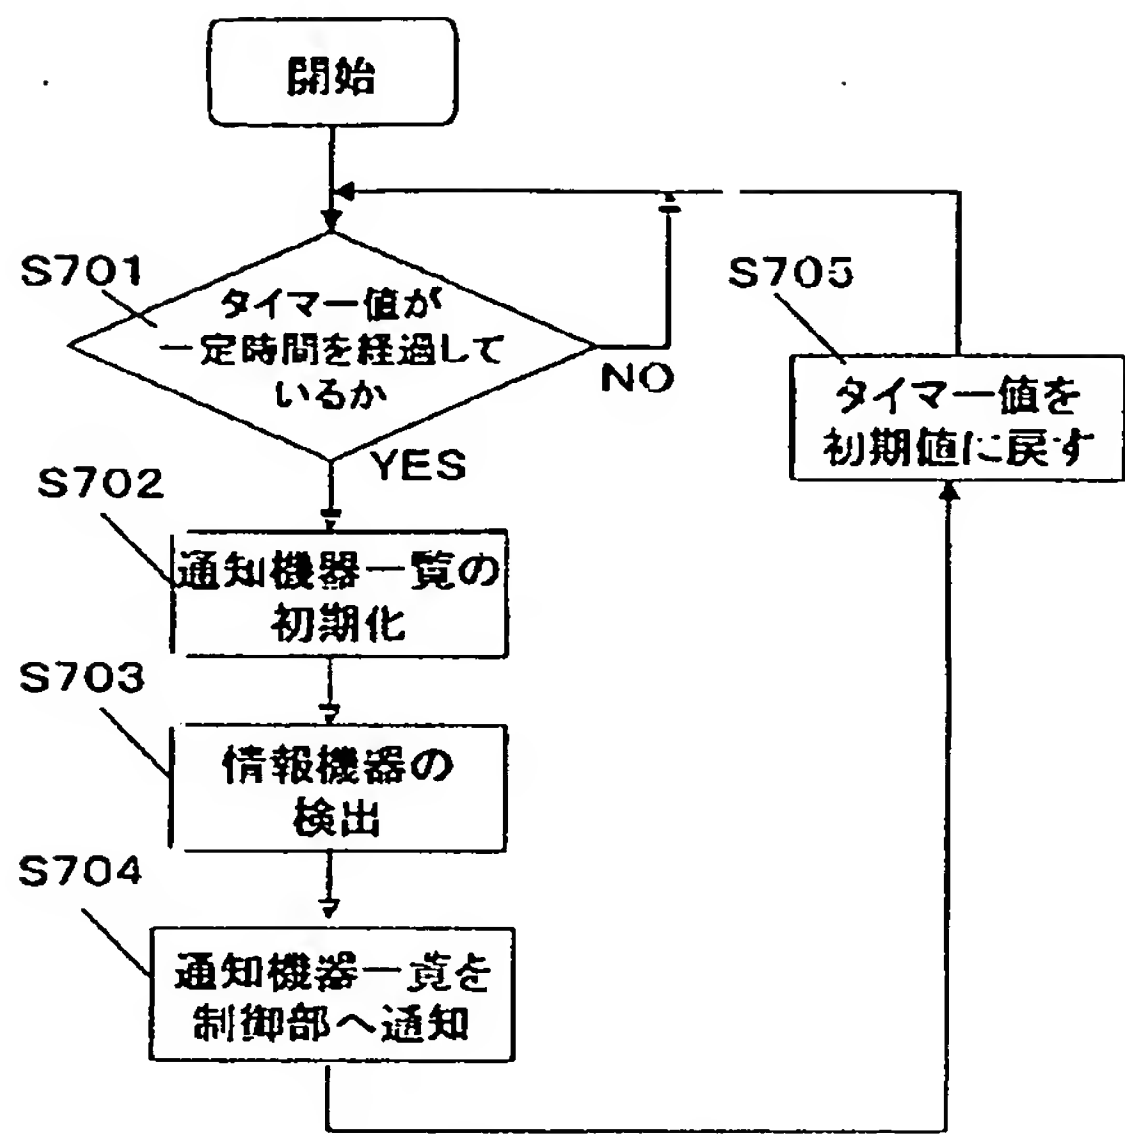 開始
S701
タイマー値が
一定時間を経過して
いるか
NO
YES
S702
通知機器一覧の
初期化
S703
情報機器の
検出
S704
通知機器一覧を
制御部へ通知
S705
タイマー値を
初期値に戻す